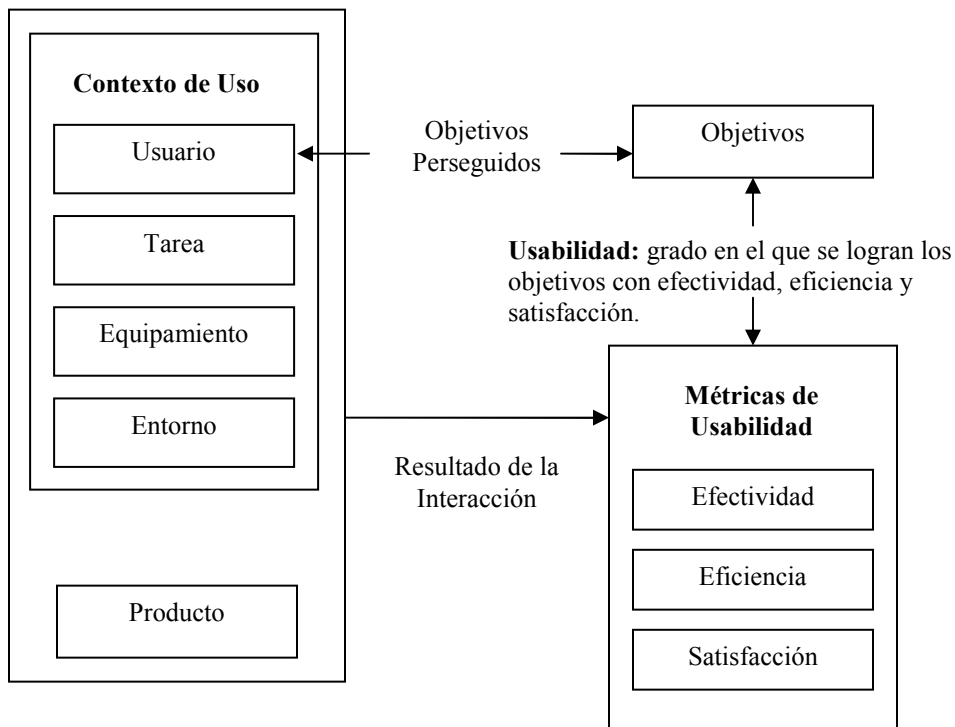 Contexto de Uso
Usuario
Tarea
Equipamiento
Entorno
Producto
Objetivos
Perseguidos
Objetivos
Usabilidad: grado en el que se logran los
objetivos con efectividad, eficiencia y
satisfacción.
Resultado de la
Interacción
Métricas de
Usabilidad
Efectividad
Eficiencia
Satisfacción